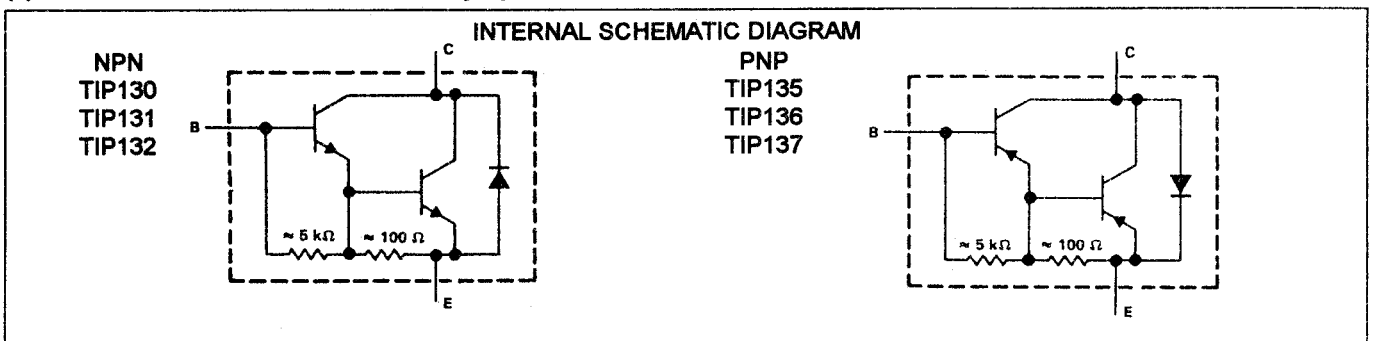 INTERNAL SCHEMATIC DIAGRAM
NPN
TIP130
TIP131
TIP132
C
B
≈ 5 kΩ
≈ 100 Ω
E
PNP
TIP135
TIP136
TIP137
C
B
≈ 5 kΩ
≈ 100 Ω
E